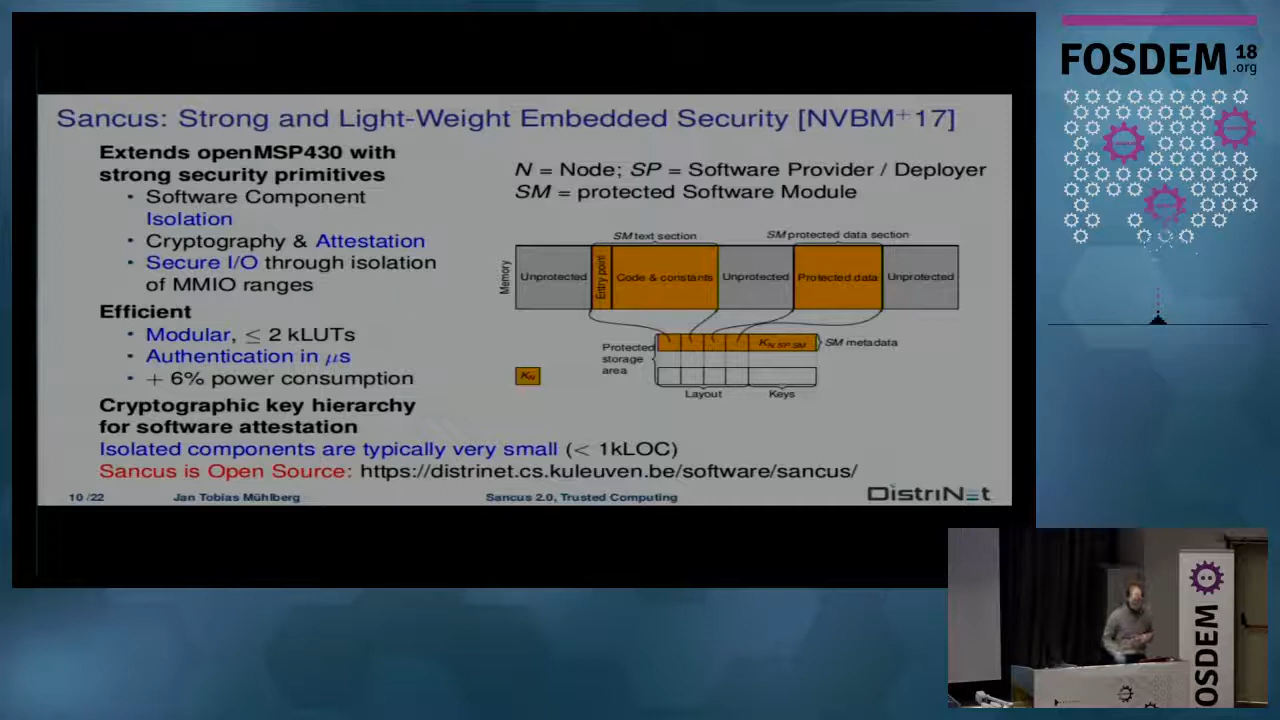 Sancus: Strong and Light-Weight Embedded Security [NVBM+17]
Extends openMSP430 with
strong security primitives
• Software Component
Isolation
• Cryptography & Attestation
• Secure I/O through isolation
of MMIO ranges
Efficient
• Modular, ≤ 2 kLUTs
• Authentication in μs
• + 6% power consumption
Cryptographic key hierarchy
for software attestation
Isolated components are typically very small (< 1kLOC)
Sancus is Open Source: https://distrinet.cs.kuleuven.be/software/sancus/
N = Node; SP = Software Provider / Deployer
SM = protected Software Module
SM text section
SM protected data section
Memory
Unprotected
Entry point
Code & constants
Unprotected
Protected data
Unprotected
Protected
storage
area
KN,SP,SM
SM metadata
KN
Layout
Keys
10 /22
Jan Tobias Mühlberg
Sancus 2.0, Trusted Computing
DistriNet
FOSDEM 18
.org
FOSDEM